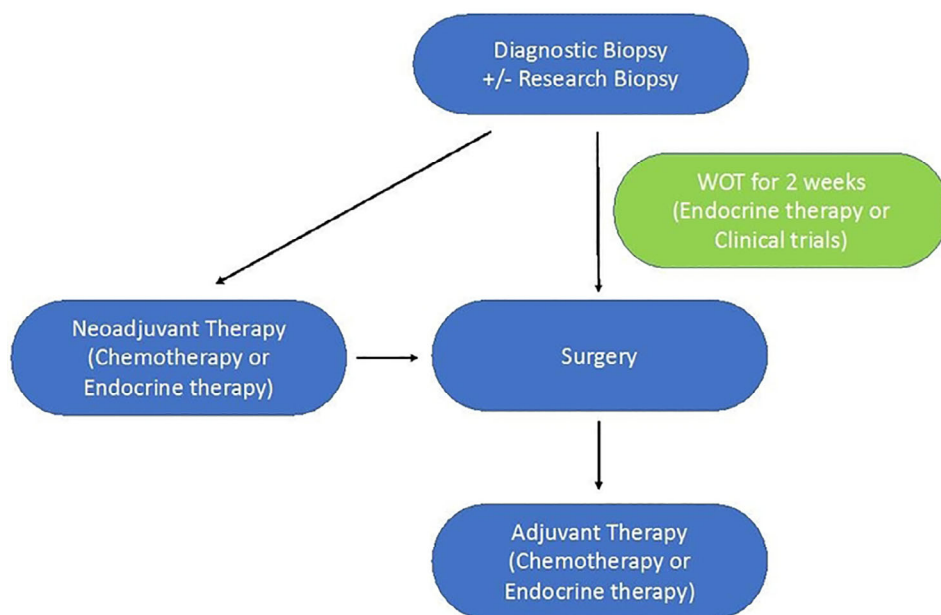 Diagnostic Biopsy
+/- Research Biopsy
WOT for 2 weeks
(Endocrine therapy or
Clinical trials)
Neoadjuvant Therapy
(Chemotherapy or
Endocrine therapy)
Surgery
Adjuvant Therapy
(Chemotherapy or
Endocrine therapy)